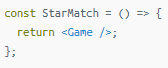 const StarMatch = () => {
  return <Game />;
};